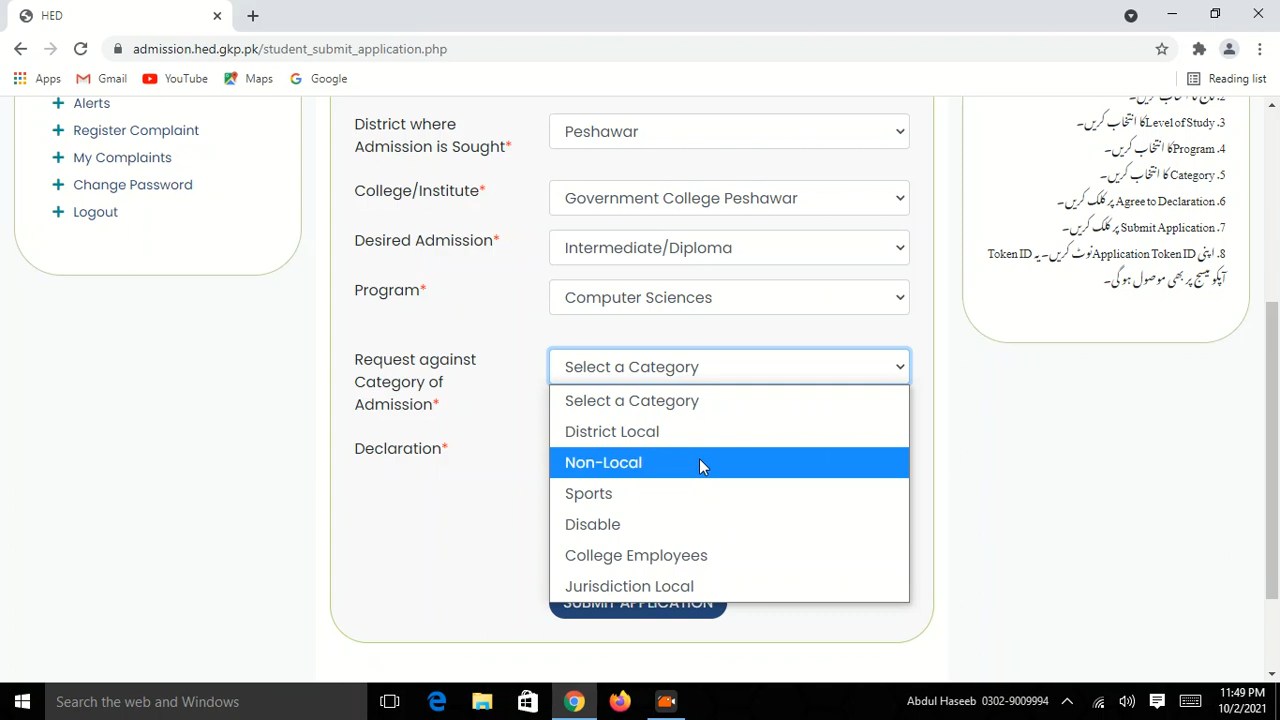 HED
admission.hed.gkp.pk/student_submit_application.php
Apps Gmail YouTube Maps Google Reading list
Alerts
Register Complaint
My Complaints
Change Password
Logout
District where
Admission is Sought*
Peshawar
College/Institute*
Government College Peshawar
Desired Admission*
Intermediate/Diploma
Program*
Computer Sciences
Request against
Category of
Admission*
Select a Category
Select a Category
District Local
Non-Local
Sports
Disable
College Employees
Jurisdiction Local
Declaration*
SUBMIT APPLICATION
3. Level of Study کا انتخاب کریں۔
4. Program کا انتخاب کریں۔
5. Category کا انتخاب کریں۔
6. Agree to Declaration پر کلک کریں۔
7. Submit Application پر کلک کریں۔
8. اپنی Application Token ID نوٹ کریں۔ یہ Token ID
آپکو میسج پر بھی موصول ہوگی۔
Search the web and Windows
Abdul Haseeb 0302-9009994
11:49 PM
10/2/2021